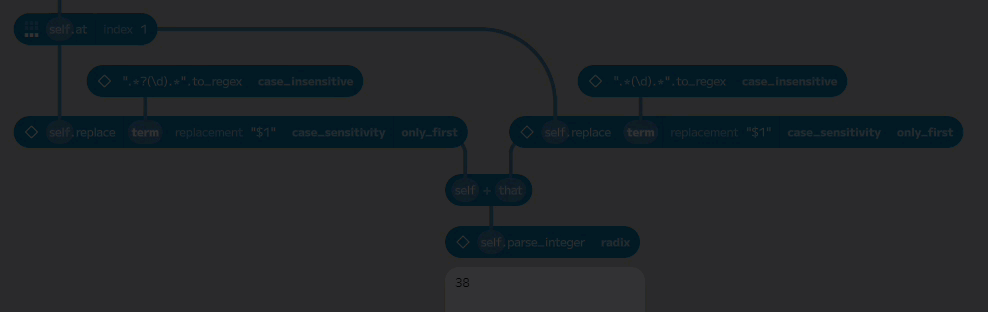 self.at index 1
".*?(\d).*".to_regex case_insensitive
".*(\d).*".to_regex case_insensitive
self.replace term replacement "$1" case_sensitivity only_first
self.replace term replacement "$1" case_sensitivity only_first
self + that
self.parse_integer radix
38